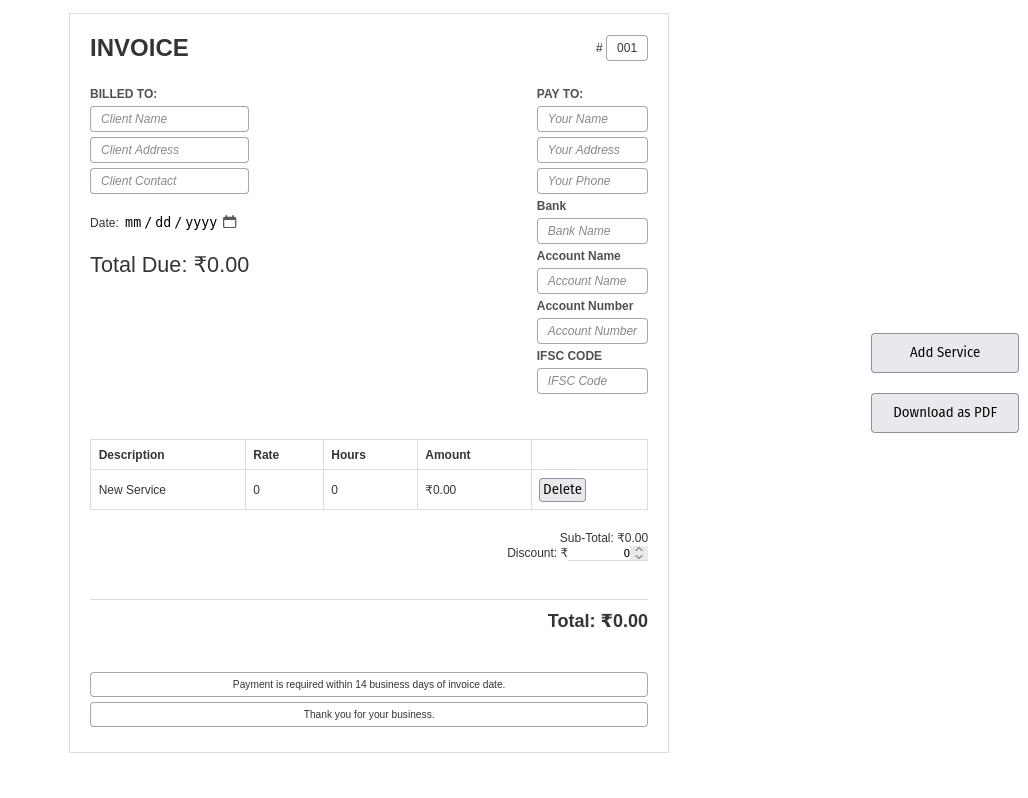 INVOICE
# 001
BILLED TO:
Client Name
Client Address
Client Contact
Date: mm / dd / yyyy
Total Due: ₹0.00
PAY TO:
Your Name
Your Address
Your Phone
Bank
Bank Name
Account Name
Account Name
Account Number
Account Number
IFSC CODE
IFSC Code
Add Service
Download as PDF
Description Rate Hours Amount
New Service 0 0 ₹0.00 Delete
Sub-Total: ₹0.00
Discount: ₹ 0
Total: ₹0.00
Payment is required within 14 business days of invoice date.
Thank you for your business.